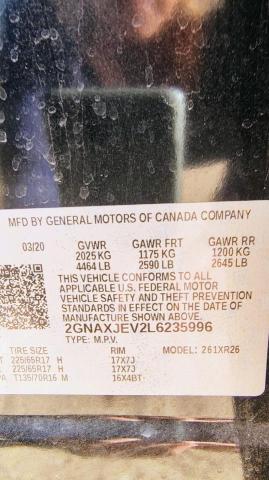 MFD BY GENERAL MOTORS OF CANADA COMPANY
03/20 GVWR GAWR FRT GAWR RR
2025 KG 1175 KG 1200 KG
4464 LB 2590 LB 2645 LB
THIS VEHICLE CONFORMS TO ALL
APPLICABLE U.S. FEDERAL MOTOR
VEHICLE SAFETY AND THEFT PREVENTION
STANDARDS IN EFFECT ON THE DATE OF
MANUFACTURE SHOWN ABOVE.
2GNAXJEV2L6235996
TYPE: M.P.V. MODEL: 261XR26
TIRE SIZE RIM
T 225/65R17 H 17X7J
225/65R17 H 17X7J
PA T135/70R16 M 16X4BT